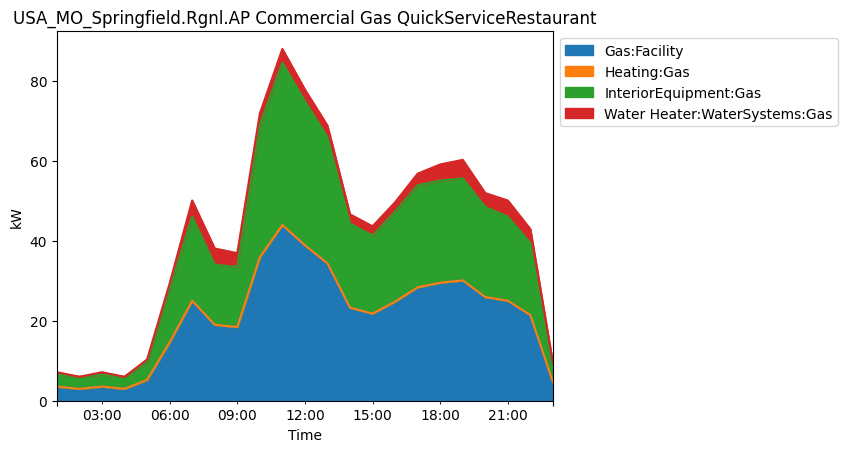 USA_MO_Springfield.Rgnl.AP Commercial Gas QuickServiceRestaurant
Gas:Facility
Heating:Gas
InteriorEquipment:Gas
Water Heater:WaterSystems:Gas
80
60
40
20
0
kW
03:00 06:00 09:00 12:00 15:00 18:00 21:00
Time